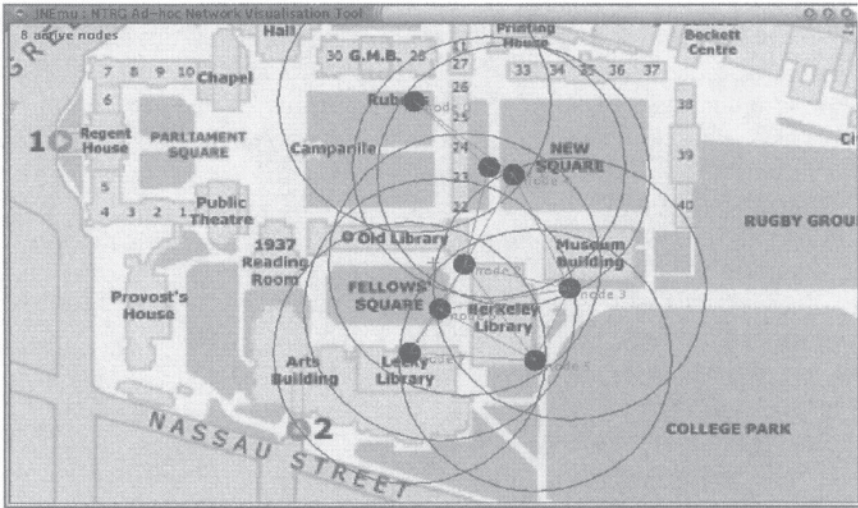 JNEmu : NTRG Ad-hoc Network Visualisation Tool
8 active nodes
Hall
Printing House
Beckett Centre
30 G.M.B. 28
27
33 34 35 36 37
7 8 9 10
Chapel
6
26
38
25
1
Regent House
PARLIAMENT SQUARE
Campanile
24
NEW SQUARE
39
23
5
4 3 2 1
Public Theatre
22
40
RUGBY
1937 Reading Room
Old Library
Museum Building
node 3
Provost's House
FELLOWS' SQUARE
Berkeley Library
Arts Building
Lecky Library
2
NASSAU STREET
COLLEGE PARK